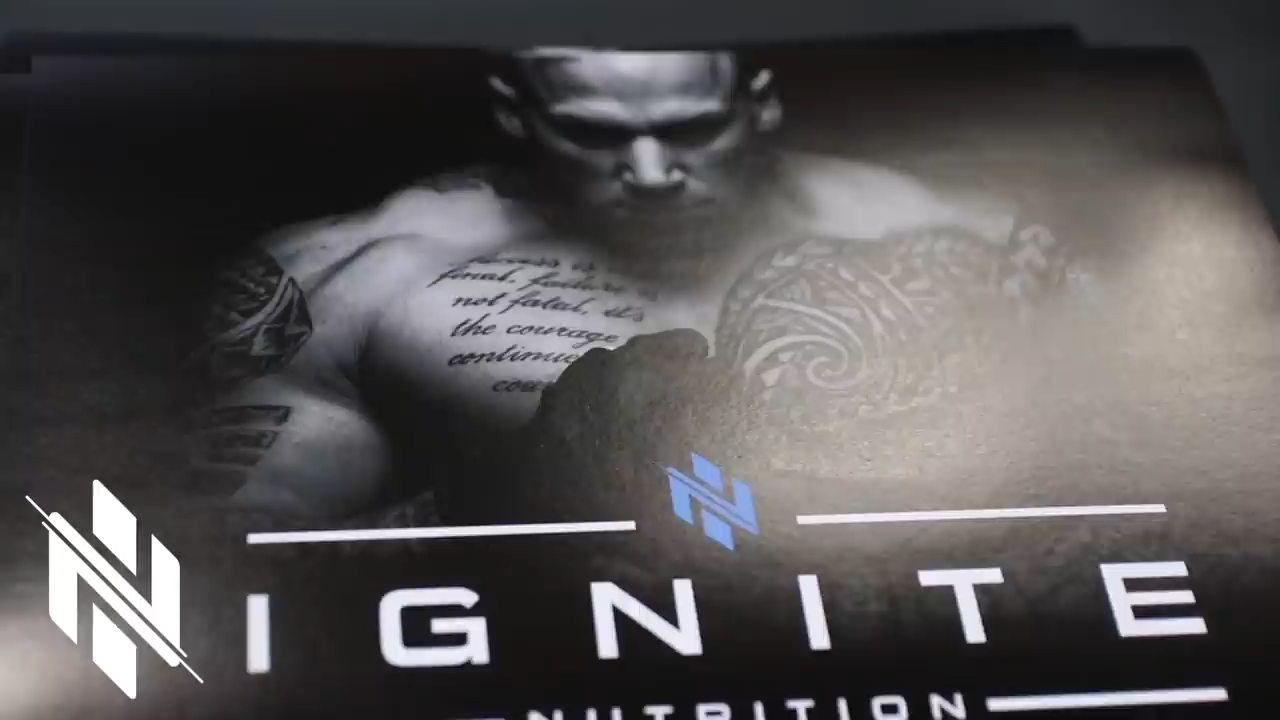 final, failure is
not fatal, it's
the courage
IGNITE
NUTRITION